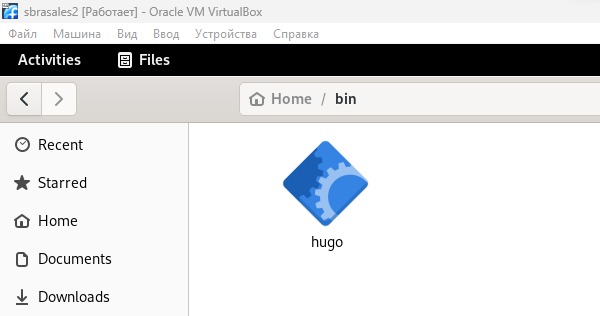 sbrasales2 [Работает] - Oracle VM VirtualBox
Файл Машина Вид Ввод Устройства Справка
Activities Files
Home / bin
Recent
Starred
Home
Documents
Downloads
hugo